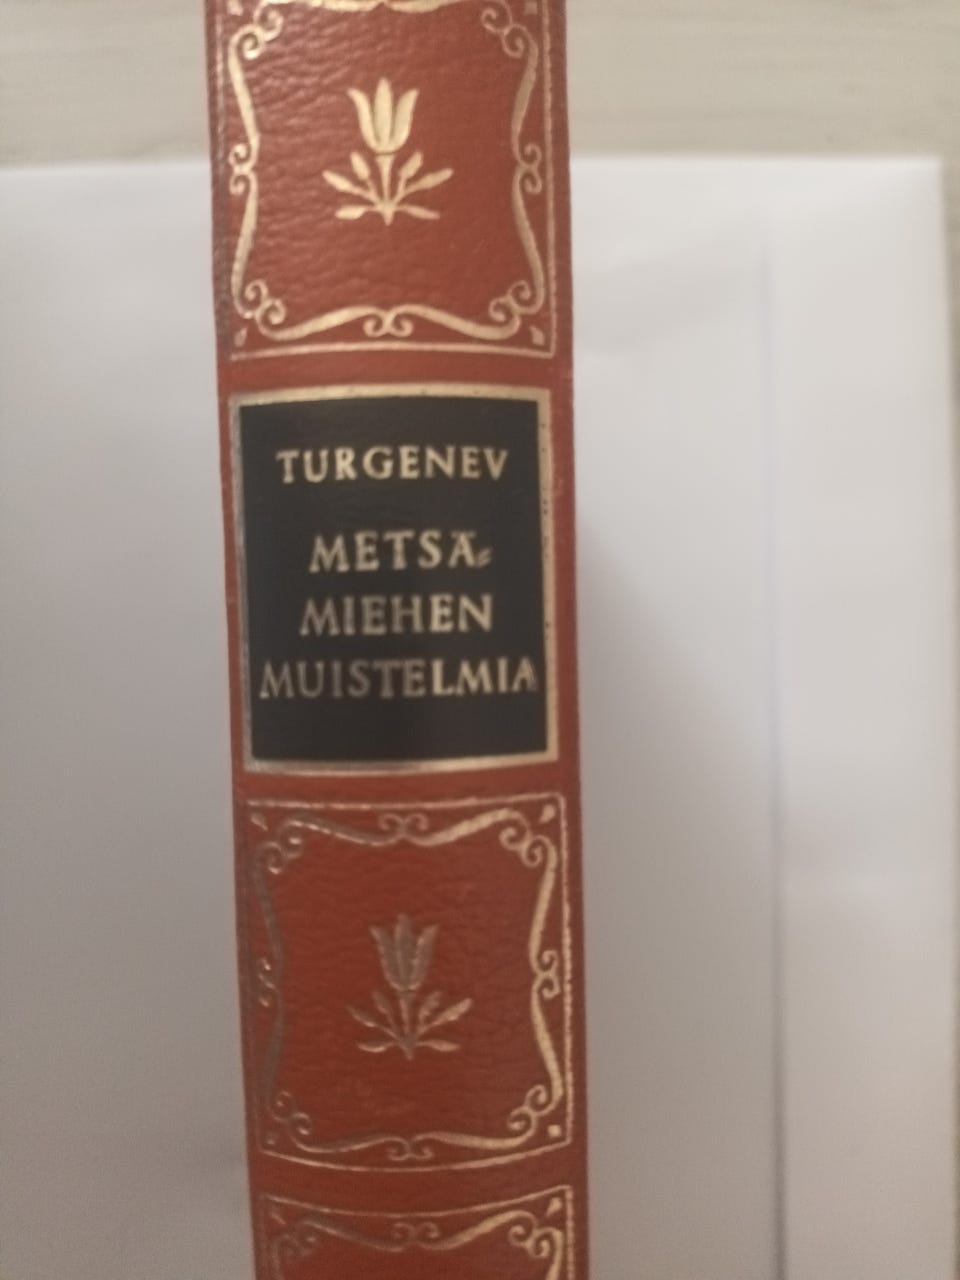 TURGENEV
METSÄ=
MIEHEN
MUISTELMIA